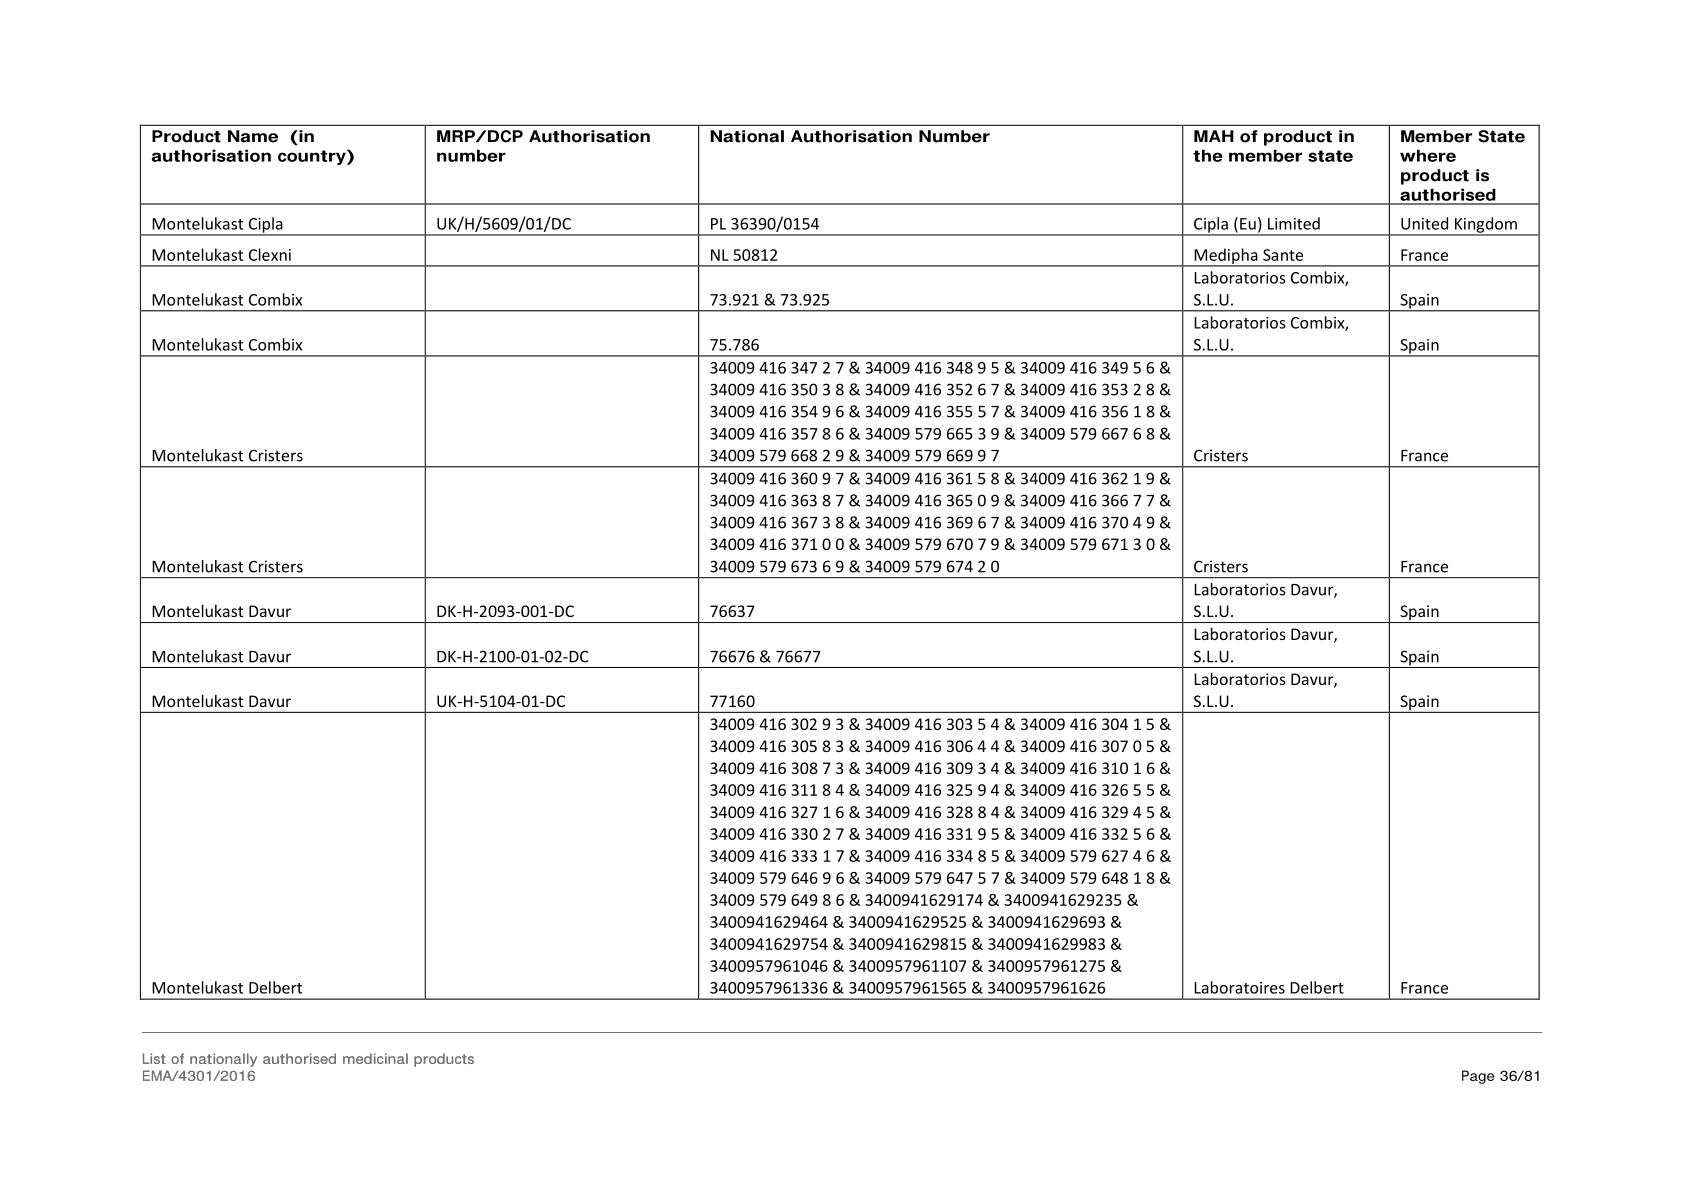 Product Name  (in authorisation country)
MRP/DCP Authorisation number
National Authorisation Number
MAH of product in the member state
Member State where product is authorised
Montelukast Cipla
UK/H/5609/01/DC
PL 36390/0154
Cipla (Eu) Limited
United Kingdom
Montelukast Clexni
NL 50812
Medipha Sante
France
Montelukast Combix
73.921 & 73.925
Laboratorios Combix,
S.L.U.
Spain
Montelukast Combix
75.786
Laboratorios Combix,
S.L.U.
Spain
Montelukast Cristers
34009 416 347 2 7 & 34009 416 348 9 5 & 34009 416 349 5 6 &
34009 416 350 3 8 & 34009 416 352 6 7 & 34009 416 353 2 8 &
34009 416 354 9 6 & 34009 416 355 5 7 & 34009 416 356 1 8 &
34009 416 357 8 6 & 34009 579 665 3 9 & 34009 579 667 6 8 &
34009 579 668 2 9 & 34009 579 669 9 7
Cristers
France
Montelukast Cristers
34009 416 360 9 7 & 34009 416 361 5 8 & 34009 416 362 1 9 &
34009 416 363 8 7 & 34009 416 365 0 9 & 34009 416 366 7 7 &
34009 416 367 3 8 & 34009 416 369 6 7 & 34009 416 370 4 9 &
34009 416 371 0 0 & 34009 579 670 7 9 & 34009 579 671 3 0 &
34009 579 673 6 9 & 34009 579 674 2 0
Cristers
France
Montelukast Davur
DK-H-2093-001-DC
76637
Laboratorios Davur,
S.L.U.
Spain
Montelukast Davur
DK-H-2100-01-02-DC
76676 & 76677
Laboratorios Davur,
S.L.U.
Spain
Montelukast Davur
UK-H-5104-01-DC
77160
Laboratorios Davur,
S.L.U.
Spain
Montelukast Delbert
34009 416 302 9 3 & 34009 416 303 5 4 & 34009 416 304 1 5 &
34009 416 305 8 3 & 34009 416 306 4 4 & 34009 416 307 0 5 &
34009 416 308 7 3 & 34009 416 309 3 4 & 34009 416 310 1 6 &
34009 416 311 8 4 & 34009 416 325 9 4 & 34009 416 326 5 5 &
34009 416 327 1 6 & 34009 416 328 8 4 & 34009 416 329 4 5 &
34009 416 330 2 7 & 34009 416 331 9 5 & 34009 416 332 5 6 &
34009 416 333 1 7 & 34009 416 334 8 5 & 34009 579 627 4 6 &
34009 579 646 9 6 & 34009 579 647 5 7 & 34009 579 648 1 8 &
34009 579 649 8 6 & 3400941629174 & 3400941629235 &
3400941629464 & 3400941629525 & 3400941629693 &
3400941629754 & 3400941629815 & 3400941629983 &
3400957961046 & 3400957961107 & 3400957961275 &
3400957961336 & 3400957961565 & 3400957961626
Laboratoires Delbert
France
List of nationally authorised medicinal products
EMA/4301/2016
Page 36/81